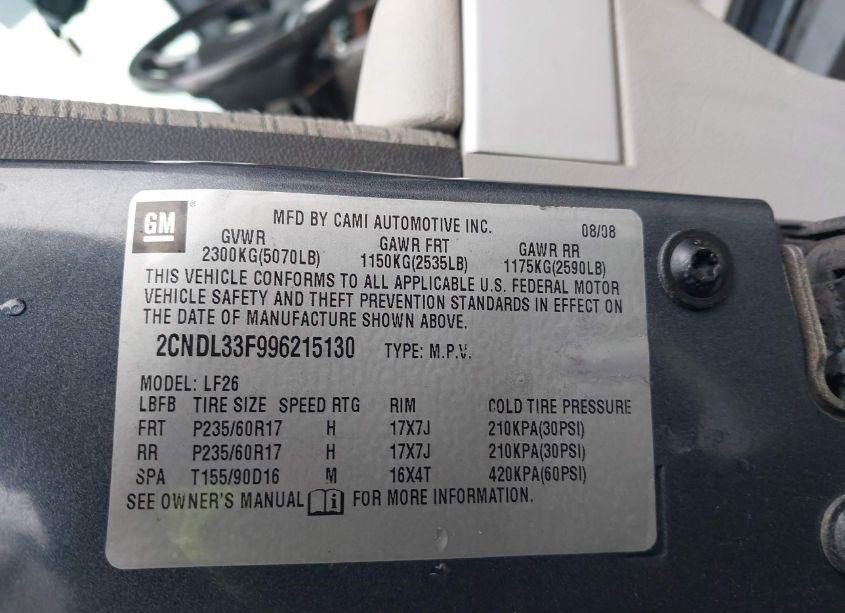 GM ®
MFD BY CAMI AUTOMOTIVE INC. 08/08
GVWR GAWR FRT GAWR RR
2300KG(5070LB) 1150KG(2535LB) 1175KG(2590LB)
THIS VEHICLE CONFORMS TO ALL APPLICABLE U.S. FEDERAL MOTOR
VEHICLE SAFETY AND THEFT PREVENTION STANDARDS IN EFFECT ON
THE DATE OF MANUFACTURE SHOWN ABOVE.
2CNDL33F996215130 TYPE: M.P.V.
MODEL: LF26
LBFB TIRE SIZE SPEED RTG RIM COLD TIRE PRESSURE
FRT P235/60R17 H 17X7J 210KPA(30PSI)
RR P235/60R17 H 17X7J 210KPA(30PSI)
SPA T155/90D16 M 16X4T 420KPA(60PSI)
SEE OWNER'S MANUAL FOR MORE INFORMATION.